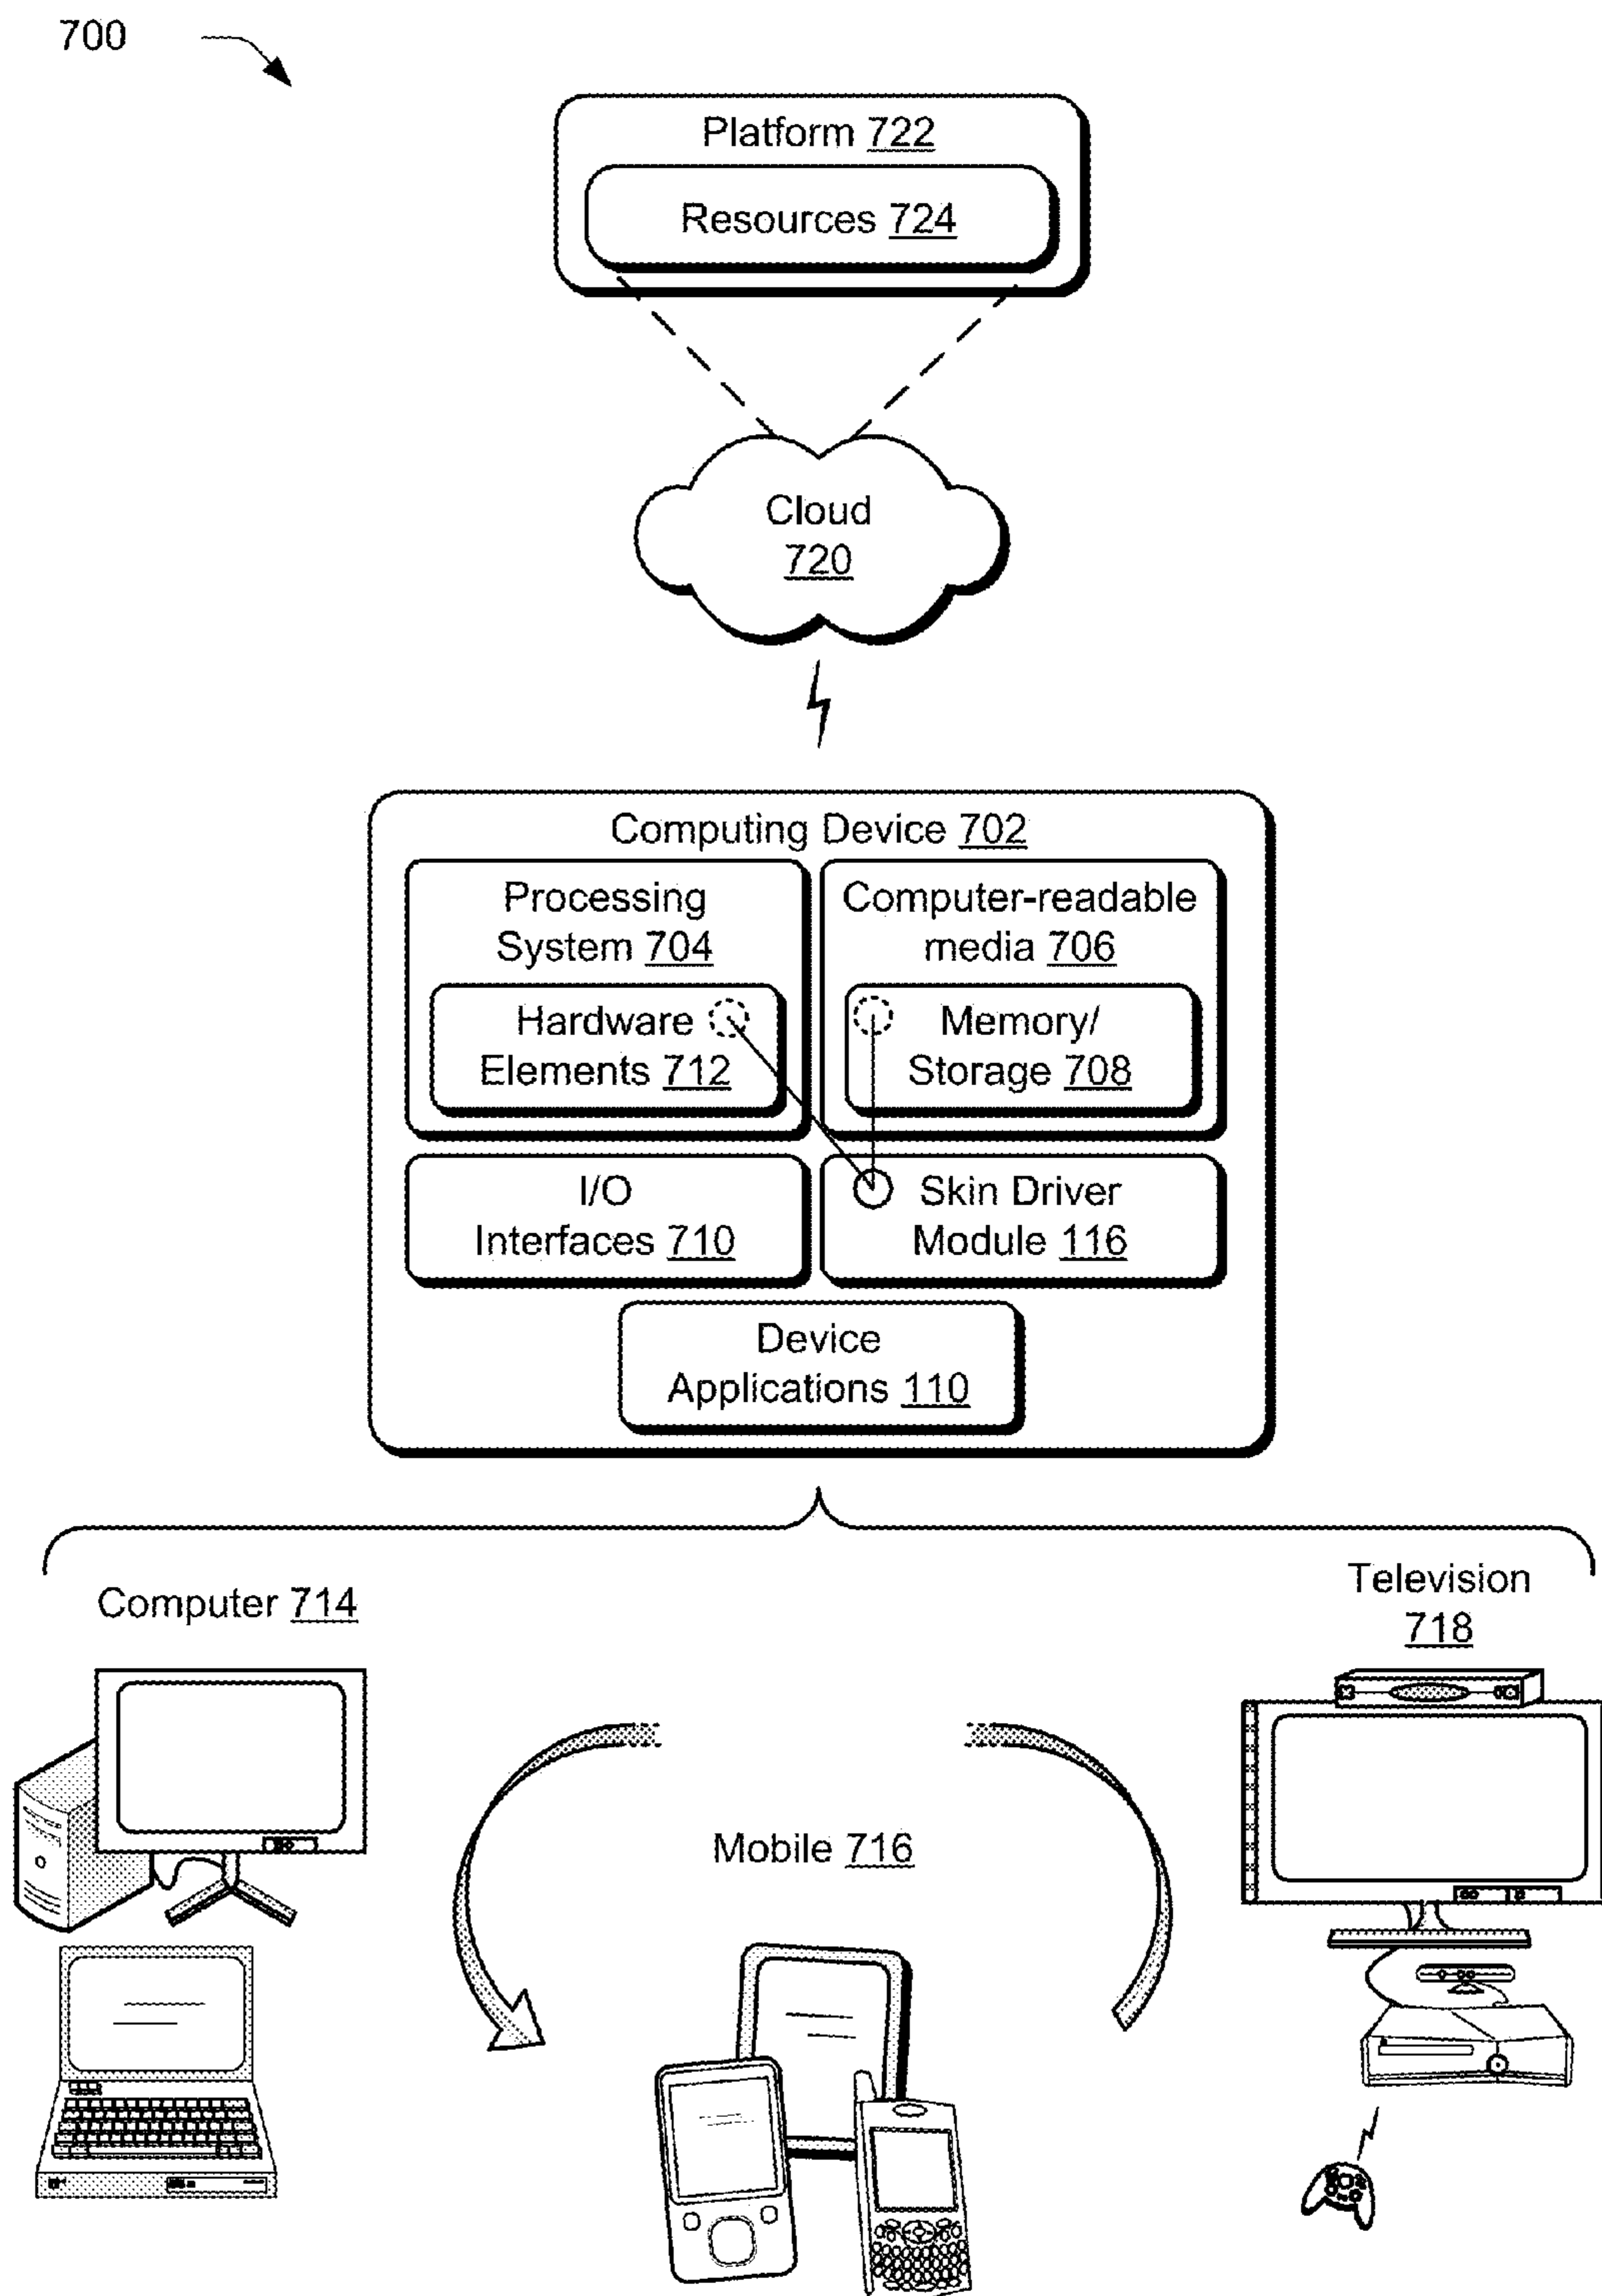 700
Platform 722
Resources 724
Cloud
720
Computing Device 702
Processing
System 704
Hardware
Elements 712
Computer-readable
media 706
Memory/
Storage 708
I/O
Interfaces 710
Skin Driver
Module 116
Device
Applications 110
Computer 714
Television
718
Mobile 716